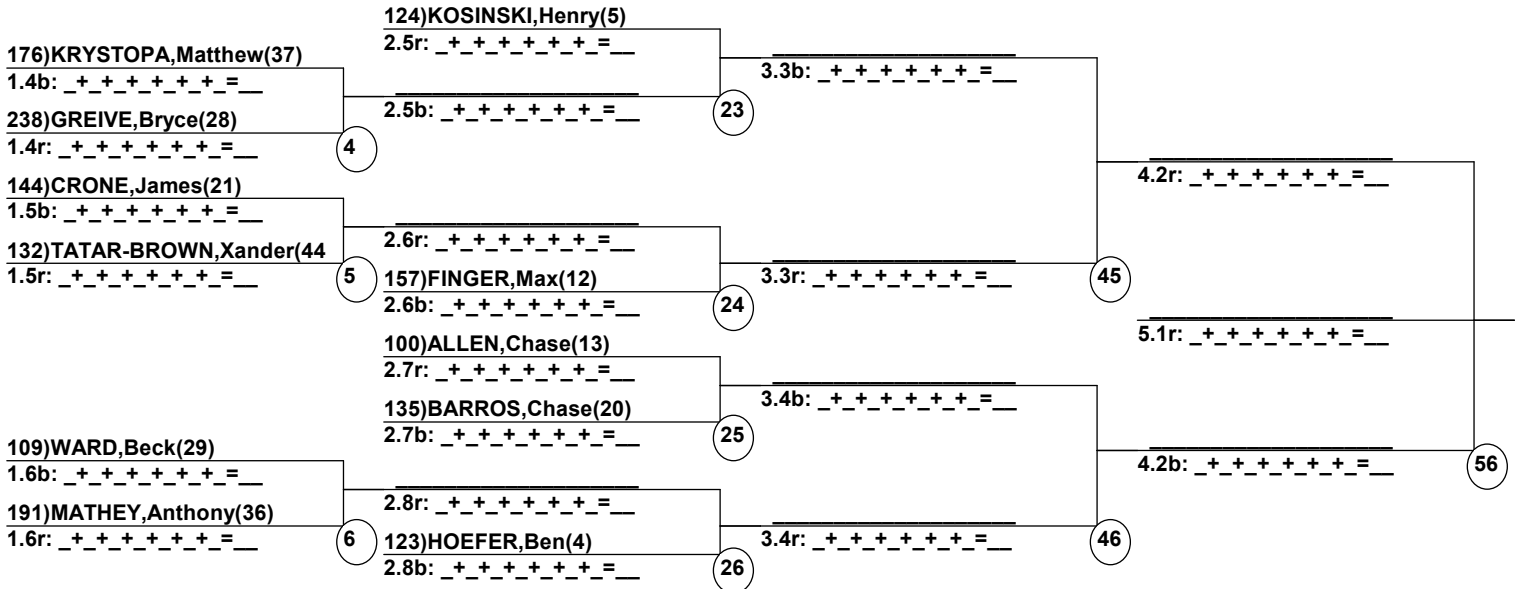 124)KOSINSKI,Henry(5)
2.5r: _+_+_+_+_+_=__
176)KRYSTOPA,Matthew(37)
1.4b: _+_+_+_+_+_=__
3.3b: _+_+_+_+_+_=__
2.5b: _+_+_+_+_+_=__
23
238)GREIVE,Bryce(28)
1.4r: _+_+_+_+_+_=__
4
4.2r: _+_+_+_+_+_=__
144)CRONE,James(21)
1.5b: _+_+_+_+_+_=__
2.6r: _+_+_+_+_+_=__
132)TATAR-BROWN,Xander(44
1.5r: _+_+_+_+_+_=__
5
157)FINGER,Max(12)
2.6b: _+_+_+_+_+_=__
24
3.3r: _+_+_+_+_+_=__
45
5.1r: _+_+_+_+_+_=__
100)ALLEN,Chase(13)
2.7r: _+_+_+_+_+_=__
3.4b: _+_+_+_+_+_=__
135)BARROS,Chase(20)
2.7b: _+_+_+_+_+_=__
25
109)WARD,Beck(29)
1.6b: _+_+_+_+_+_=__
4.2b: _+_+_+_+_+_=__
56
2.8r: _+_+_+_+_+_=__
191)MATHEY,Anthony(36)
1.6r: _+_+_+_+_+_=__
6
3.4r: _+_+_+_+_+_=__
46
123)HOEFER,Ben(4)
2.8b: _+_+_+_+_+_=__
26